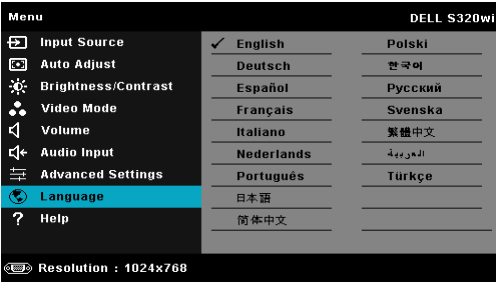 Menu DELL S320wi
Input Source
Auto Adjust
Brightness/Contrast
Video Mode
Volume
Audio Input
Advanced Settings
Language
Help
English Polski
Deutsch 한국어
Español Русский
Français Svenska
Italiano 繁體中文
Nederlands العربية
Português Türkçe
日本語
简体中文
Resolution : 1024x768